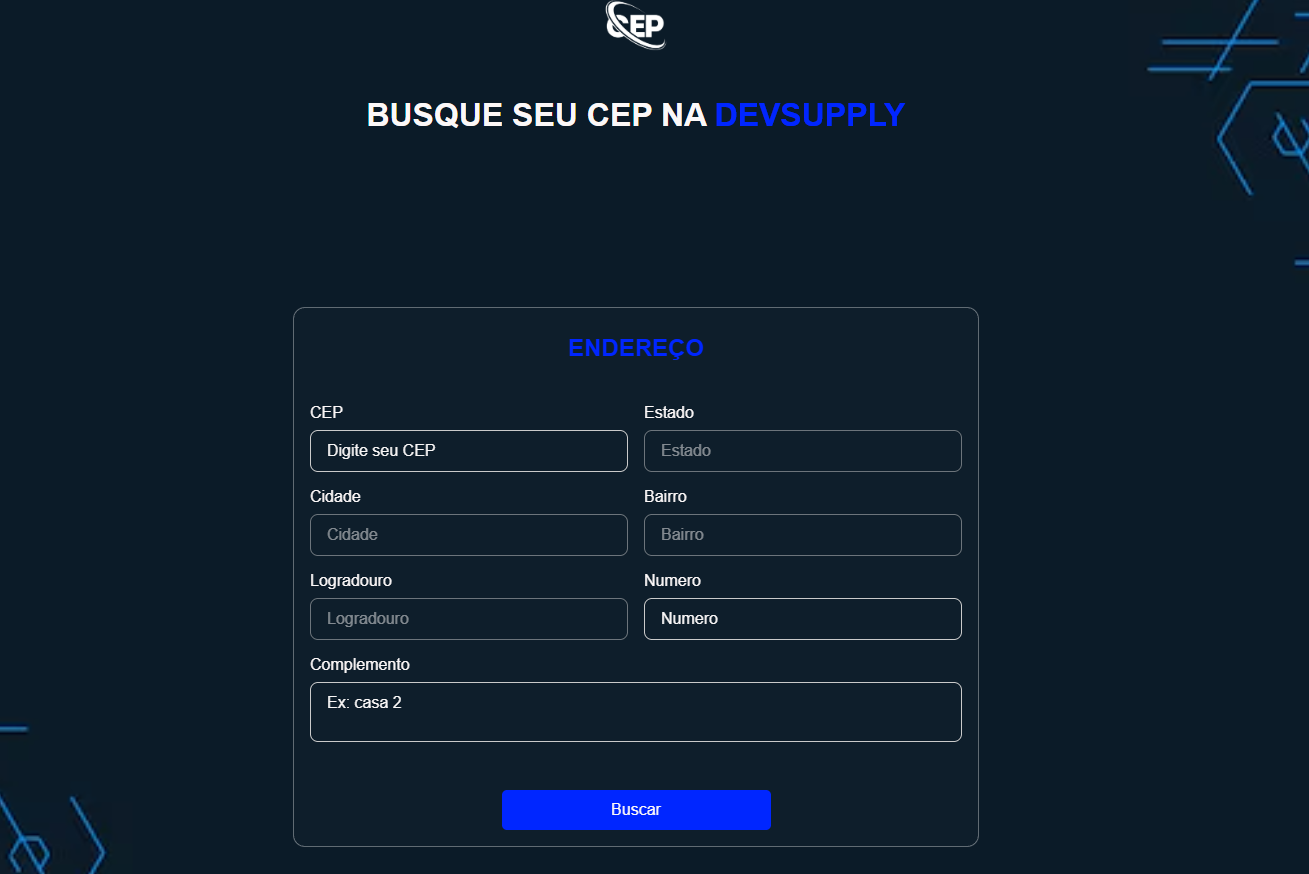 CEP
BUSQUE SEU CEP NA DEVSUPPLY
ENDEREÇO
CEP Estado
Digite seu CEP Estado
Cidade Bairro
Cidade Bairro
Logradouro Numero
Logradouro Numero
Complemento
Ex: casa 2
Buscar